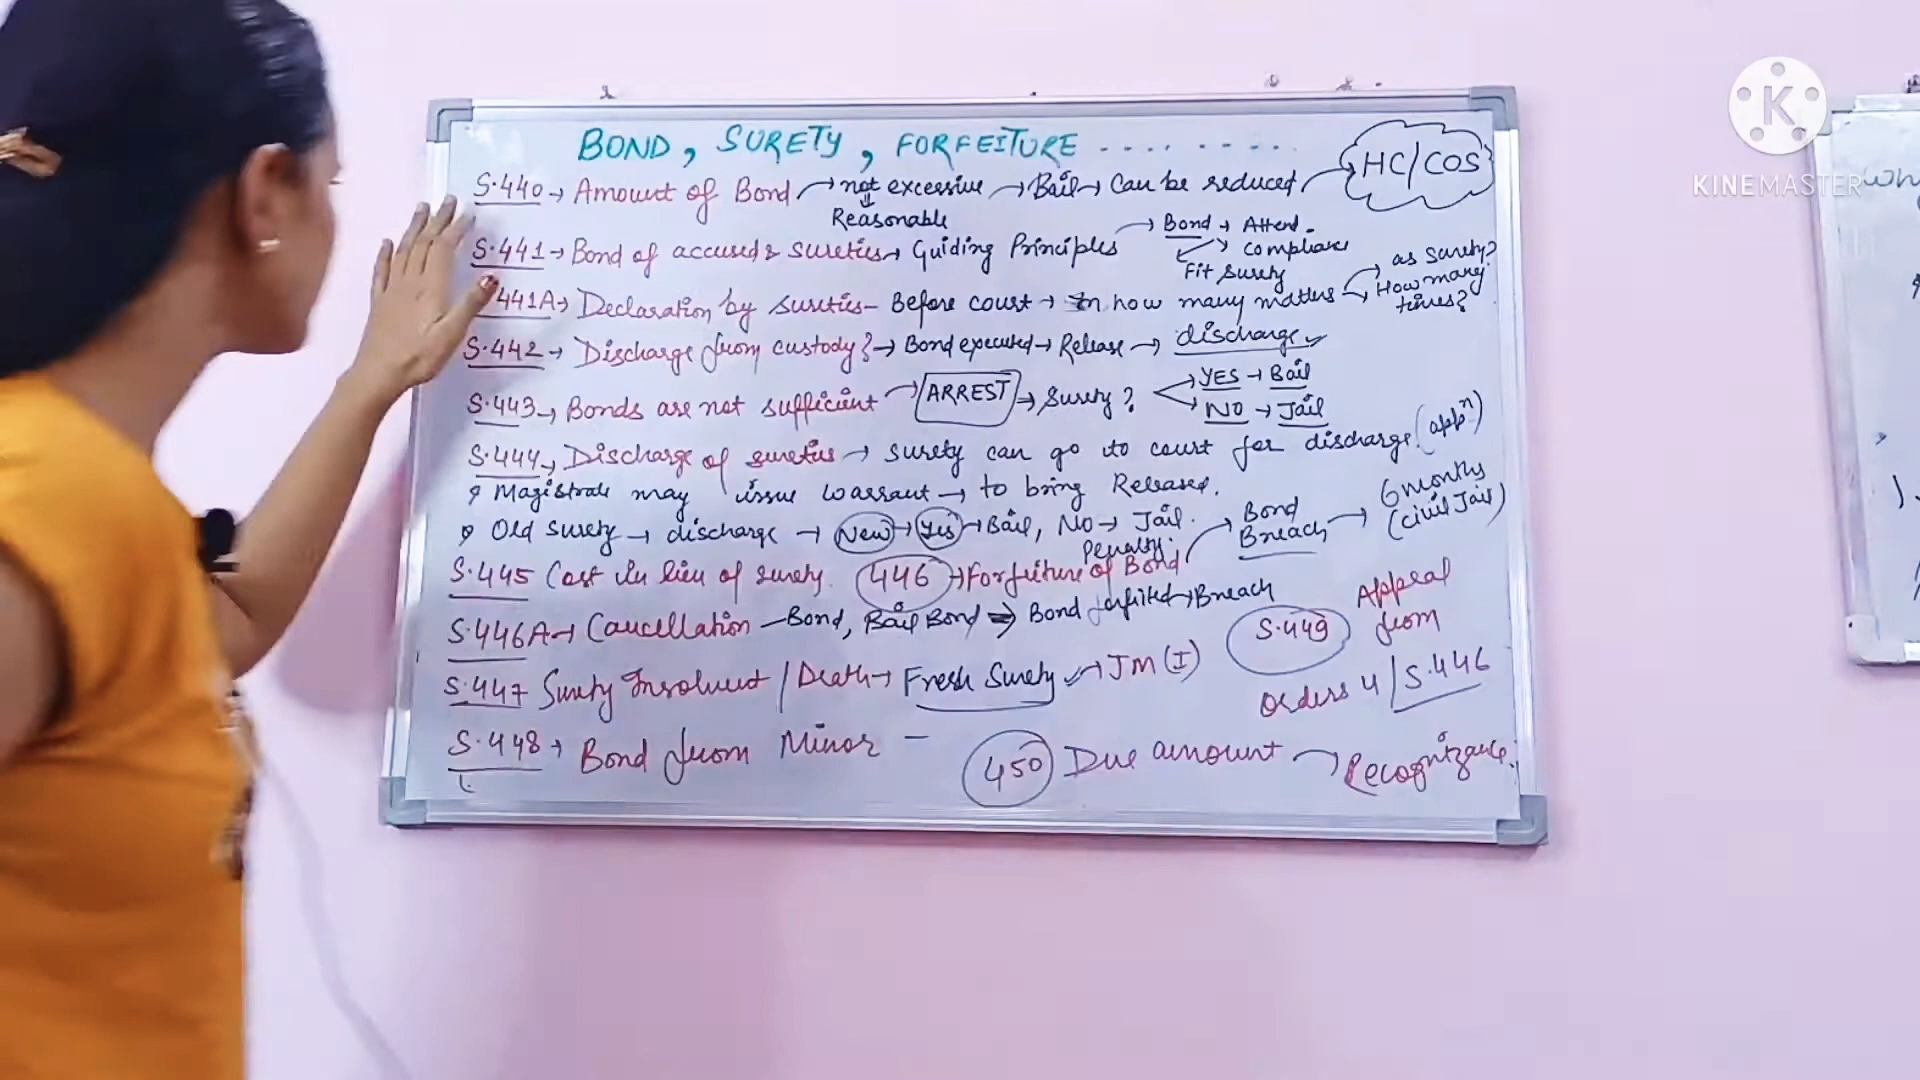 BOND, SURETY, FORFEITURE .... .....
S.440 → Amount of Bond → not excessive → Bail → Can be reduced → HC/COS
⇓
Reasonable
S.441 → Bond of accused & sureties → Guiding Principles → Bond → Attend.
→ compliance
Fit Surety
441A → Declaration by sureties - Before court → In how many matters → as Surety?
→ How many times?
S.442 → Discharge from custody } → Bond executed → Release → discharge ✓
S.443 → Bonds are not sufficient → ARREST → Surety? → YES → Bail
→ NO → Jail
S.444 → Discharge of sureties → surety can go to court for discharge. (appⁿ)
Magistrate may issue warrant → to bring Released.
Old Surety → discharge → New → Yes → Bail, No → Jail.
S.445 Cast in lieu of surety. 446 → Forfeiture of Bond → Bond Breach → 6 months (civil Jail)
Penalty.
S.446A → Cancellation - Bond, Bail Bond ⇒ Bond forfeited → Breach
S.449 Appeal from orders u/S.446
S.447 Surety Insolvent / Death → Fresh Surety ✓ → JM (I)
S.448 → Bond from Minor -
450 Due amount → Recognizance.
KINEMASTER